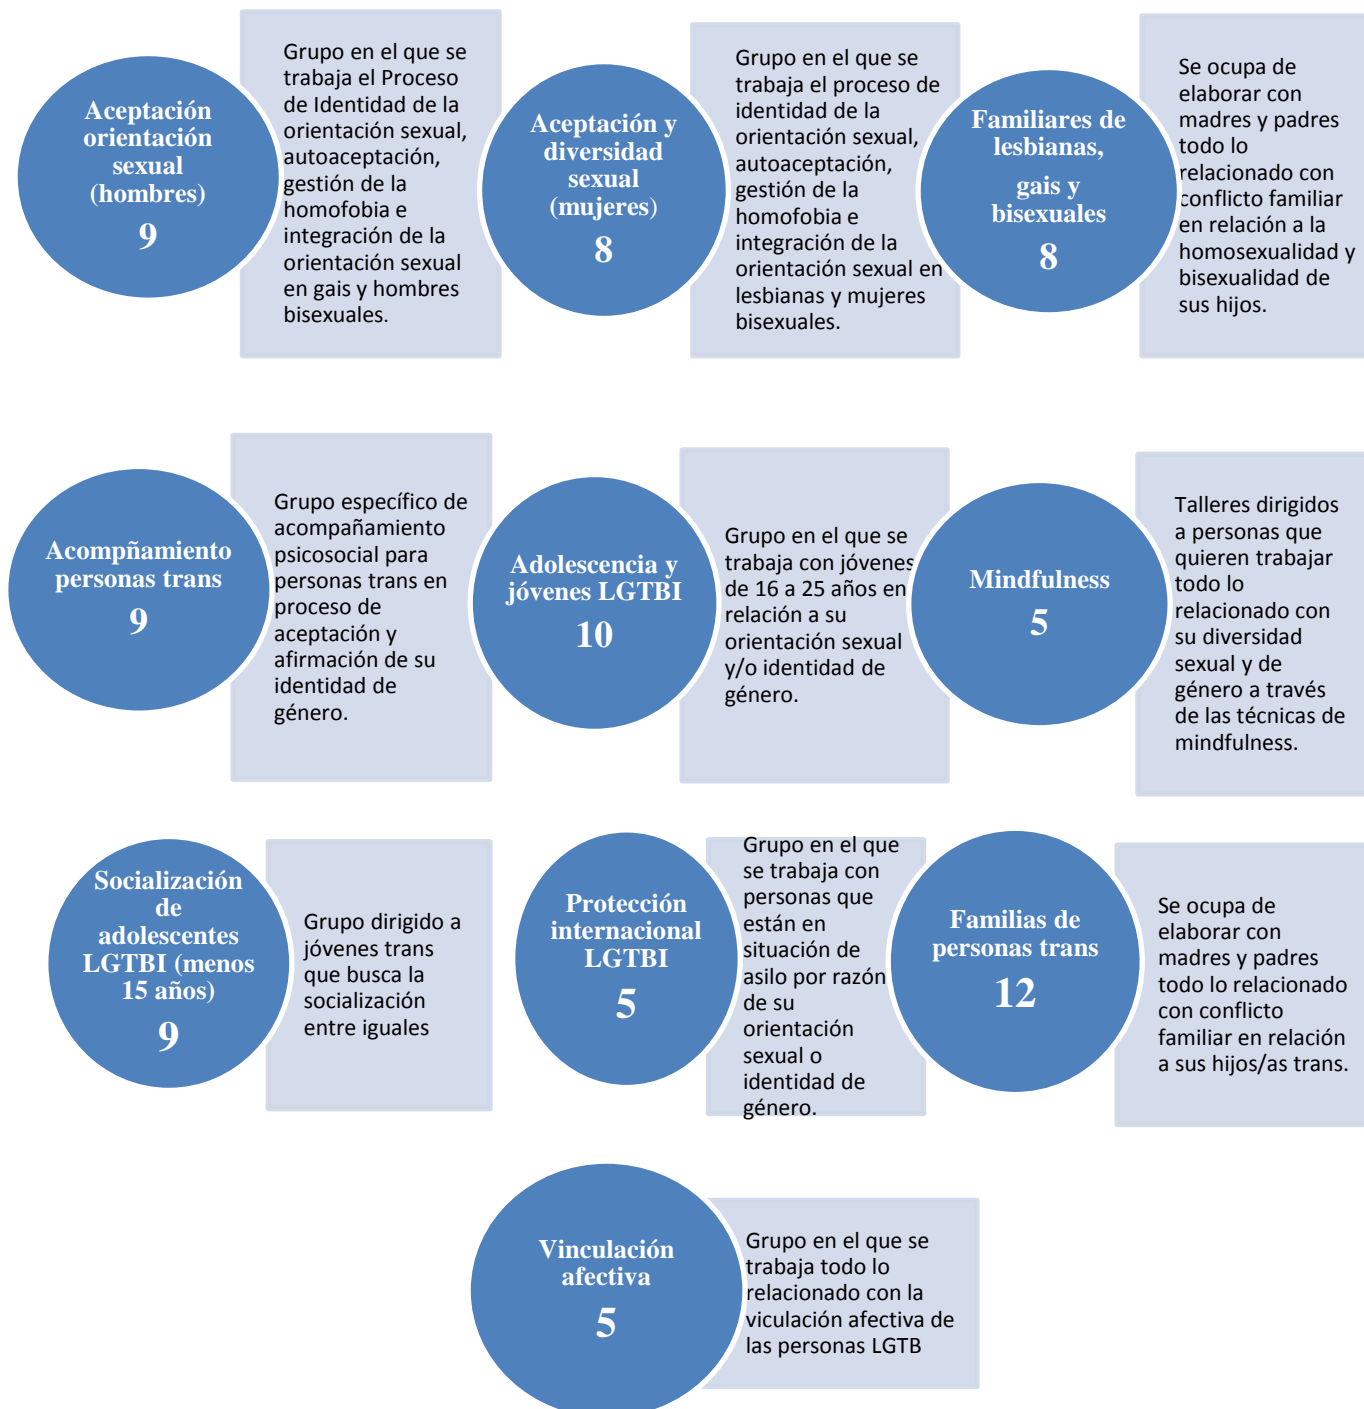 Aceptación
orientación
sexual
(hombres)
9
Grupo en el que se
trabaja el Proceso
de Identidad de la
orientación sexual,
autoaceptación,
gestión de la
homofobia e
integración de la
orientación sexual
en gais y hombres
bisexuales.
Aceptación y
diversidad
sexual
(mujeres)
8
Grupo en el que se
trabaja el proceso de
identidad de la
orientación sexual,
autoaceptación,
gestión de la
homofobia e
integración de la
orientación sexual en
lesbianas y mujeres
bisexuales.
Familiares de
lesbianas,
gais y
bisexuales
8
Se ocupa de
elaborar con
madres y padres
todo lo
relacionado con
conflicto familiar
en relación a la
homosexualidad y
bisexualidad de
sus hijos.
Acompñamiento
personas trans
9
Grupo específico de
acompañamiento
psicosocial para
personas trans en
proceso de
aceptación y
afirmación de su
identidad de
género.
Adolescencia y
jóvenes LGTBI
10
Grupo en el que se
trabaja con jóvenes
de 16 a 25 años en
relación a su
orientación sexual
y/o identidad de
género.
Mindfulness
5
Talleres dirigidos
a personas que
quieren trabajar
todo lo
relacionado con
su diversidad
sexual y de
género a través
de las técnicas de
mindfulness.
Socialización
de
adolescentes
LGTBI (menos
15 años)
9
Grupo dirigido a
jóvenes trans
que busca la
socialización
entre iguales
Protección
internacional
LGTBI
5
Grupo en el que
se trabaja con
personas que
están en
situación de
asilo por razón
de su
orientación
sexual o
identidad de
género.
Familias de
personas trans
12
Se ocupa de
elaborar con
madres y padres
todo lo relacionado
con conflicto
familiar en relación
a sus hijos/as trans.
Vinculación
afectiva
5
Grupo en el que se
trabaja todo lo
relacionado con la
viculación afectiva de
las personas LGTB